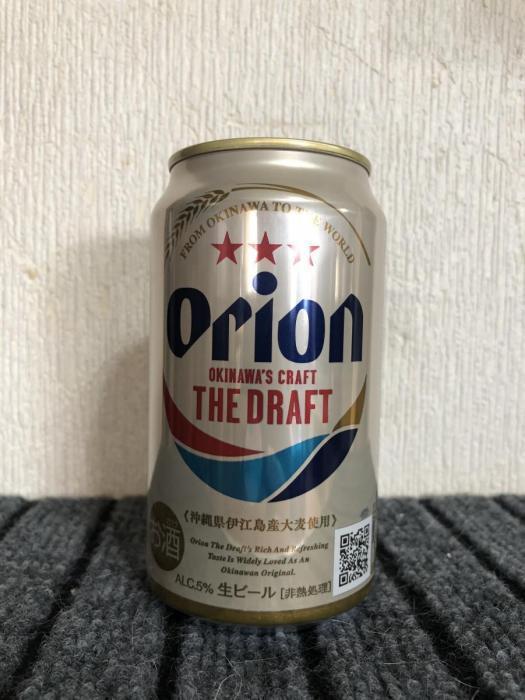 FROM OKINAWA TO THE WORLD
Orion
OKINAWA'S CRAFT
THE DRAFT
〈沖縄県伊江島産大麦使用〉
お酒
Orion The Draft's Rich And Refreshing
Taste Is Widely Loved As An
Okinawan Original.
ALC.5% 生ビール [非熱処理]